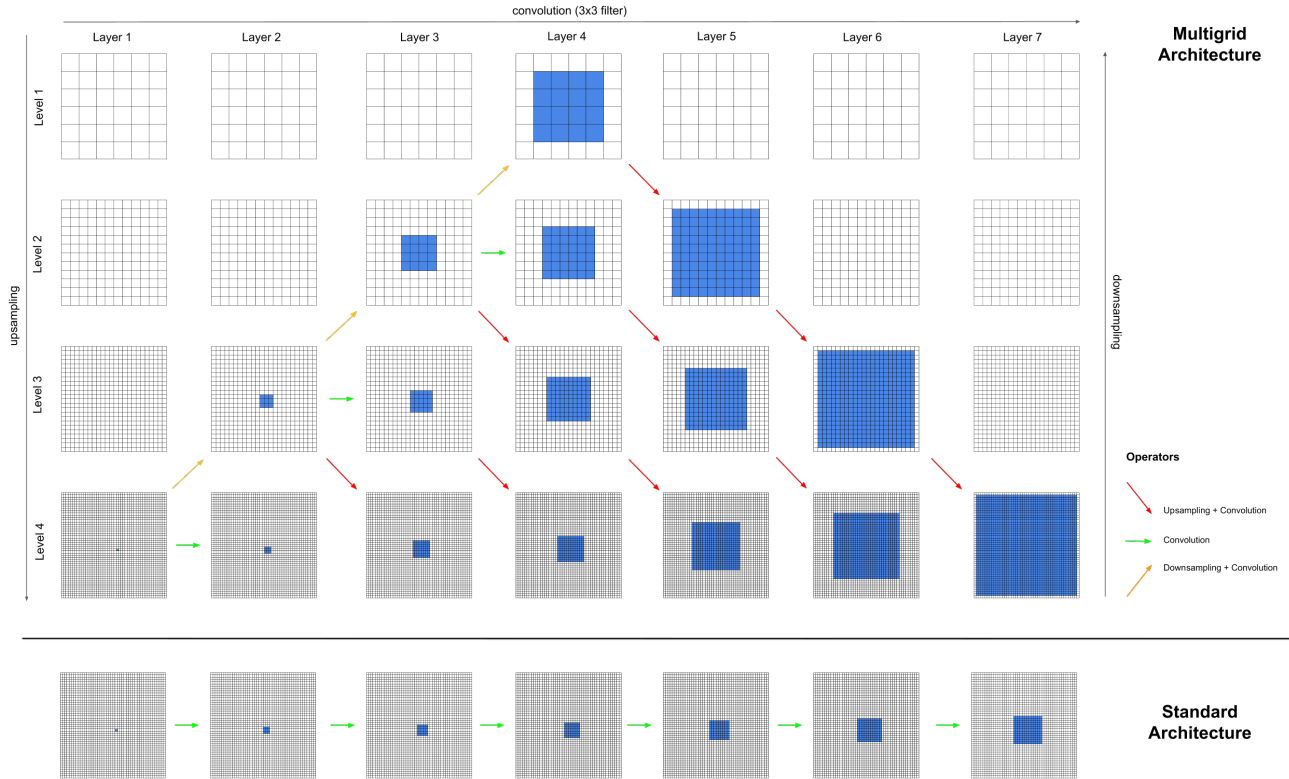 convolution (3x3 filter)
Layer 1
Layer 2
Layer 3
Layer 4
Layer 5
Layer 6
Layer 7
Multigrid
Architecture
Level 1
Level 2
Level 3
Level 4
upsampling
downsampling
Operators
Upsampling + Convolution
Convolution
Downsampling + Convolution
Standard
Architecture